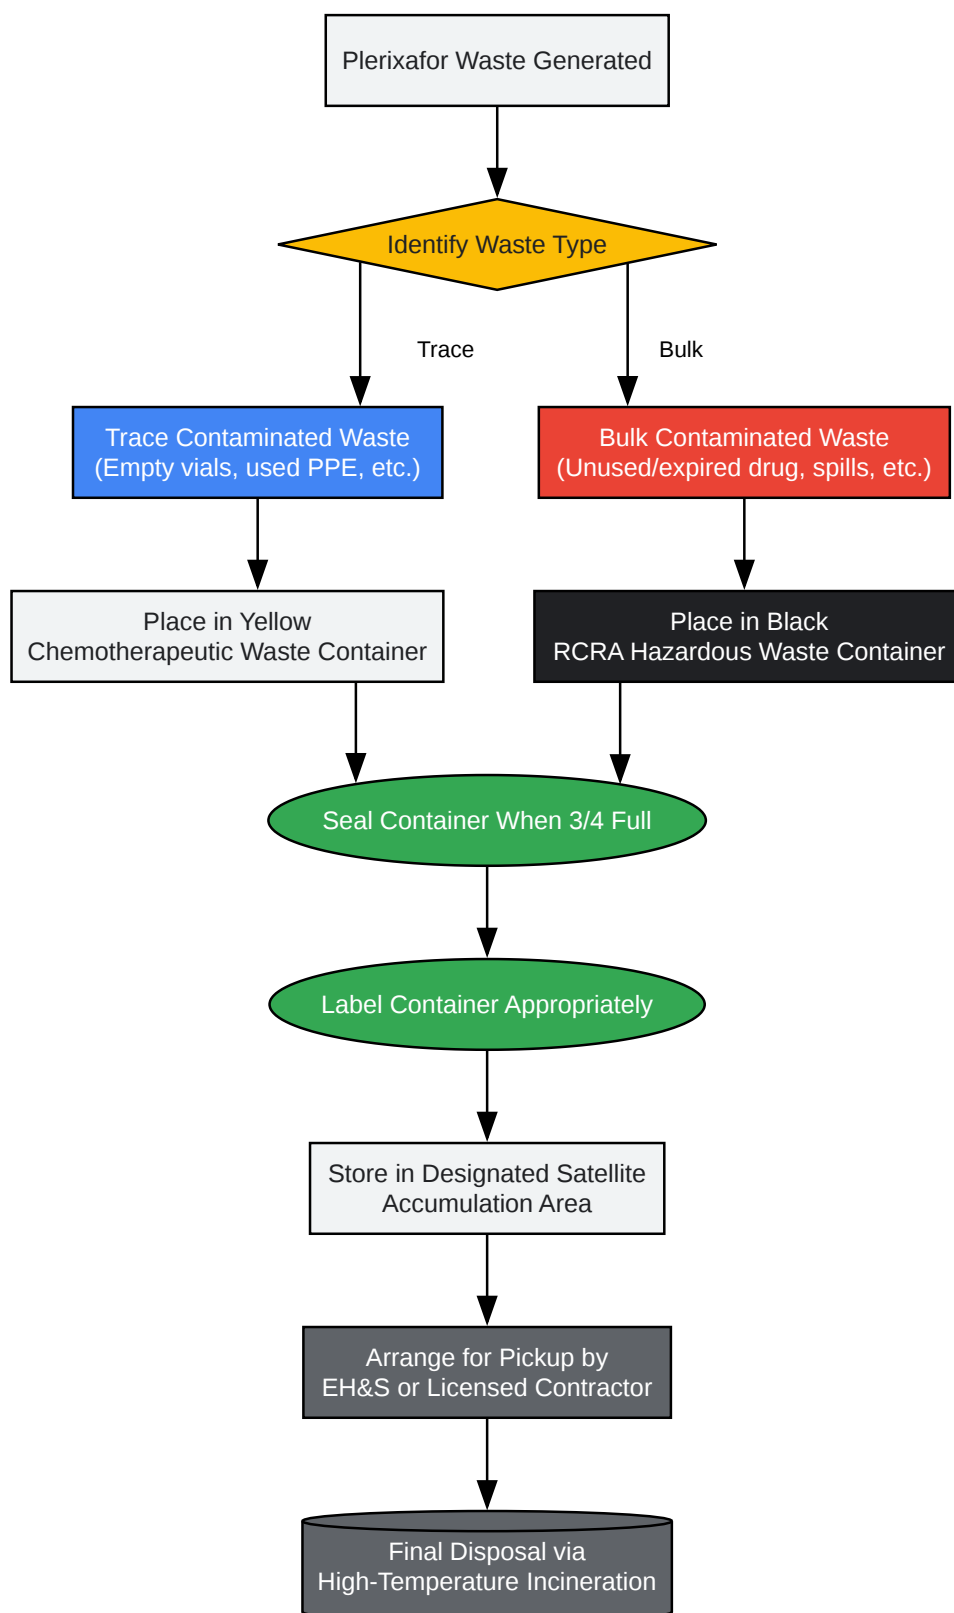 Plerixafor Waste Generated
Identify Waste Type
Trace
Bulk
Trace Contaminated Waste
(Empty vials, used PPE, etc.)
Bulk Contaminated Waste
(Unused/expired drug, spills, etc.)
Place in Yellow
Chemotherapeutic Waste Container
Place in Black
RCRA Hazardous Waste Container
Seal Container When 3/4 Full
Label Container Appropriately
Store in Designated Satellite
Accumulation Area
Arrange for Pickup by
EH&S or Licensed Contractor
Final Disposal via
High-Temperature Incineration